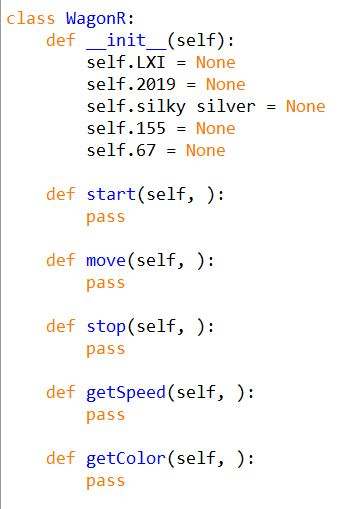 class WagonR:
    def __init__(self):
        self.LXI = None
        self.2019 = None
        self.silky silver = None
        self.155 = None
        self.67 = None
    def start(self, ):
        pass
    def move(self, ):
        pass
    def stop(self, ):
        pass
    def getSpeed(self, ):
        pass
    def getColor(self, ):
        pass